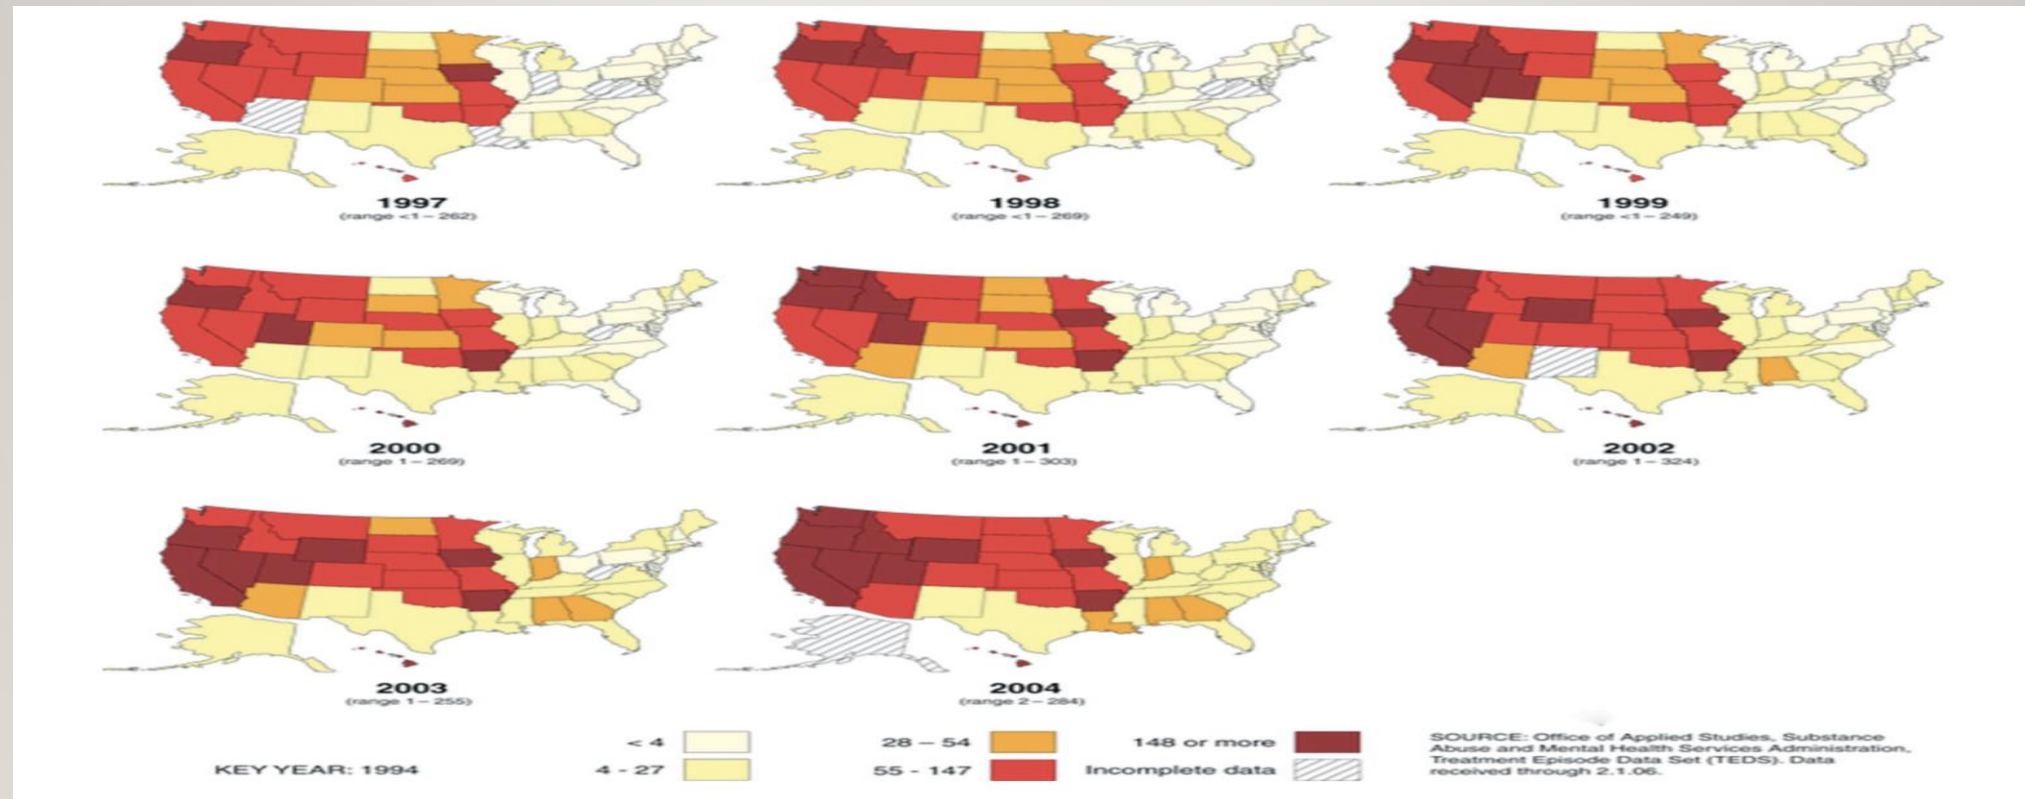 1997
(range <1 – 262)
1998
(range <1 – 269)
1999
(range <1 – 249)
2000
(range 1 – 269)
2001
(range 1 – 303)
2002
(range 1 – 324)
2003
(range 1 – 255)
2004
(range 2 – 284)
KEY YEAR: 1994
< 4
4 - 27
28 – 54
55 - 147
148 or more
Incomplete data
SOURCE: Office of Applied Studies, Substance
Abuse and Mental Health Services Administration,
Treatment Episode Data Set (TEDS). Data
received through 2.1.06.